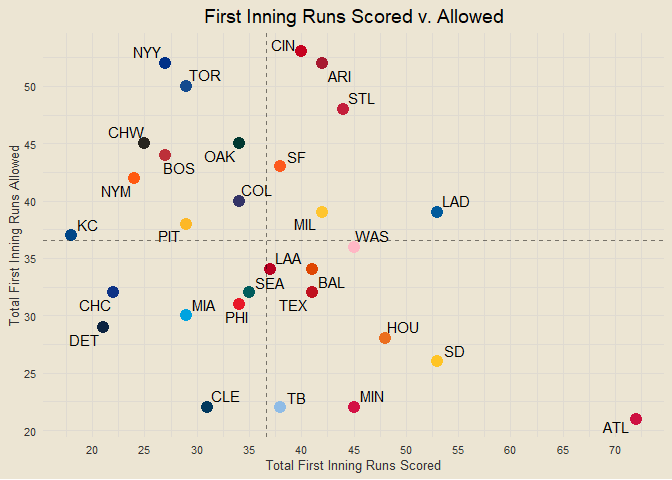 First Inning Runs Scored v. Allowed
CIN
NYY
ARI
TOR
STL
50
CHW
45
OAK
SF
BOS
NYM
COL
LAD
40
KC
MIL
PIT
WAS
35
LAA
SEA
BAL
CHC
MIA
TEX
30
PHI
DET
HOU
SD
25
CLE
TB
MIN
ATL
20
Total First Inning Runs Allowed
20 25 30 35 40 45 50 55 60 65 70
Total First Inning Runs Scored